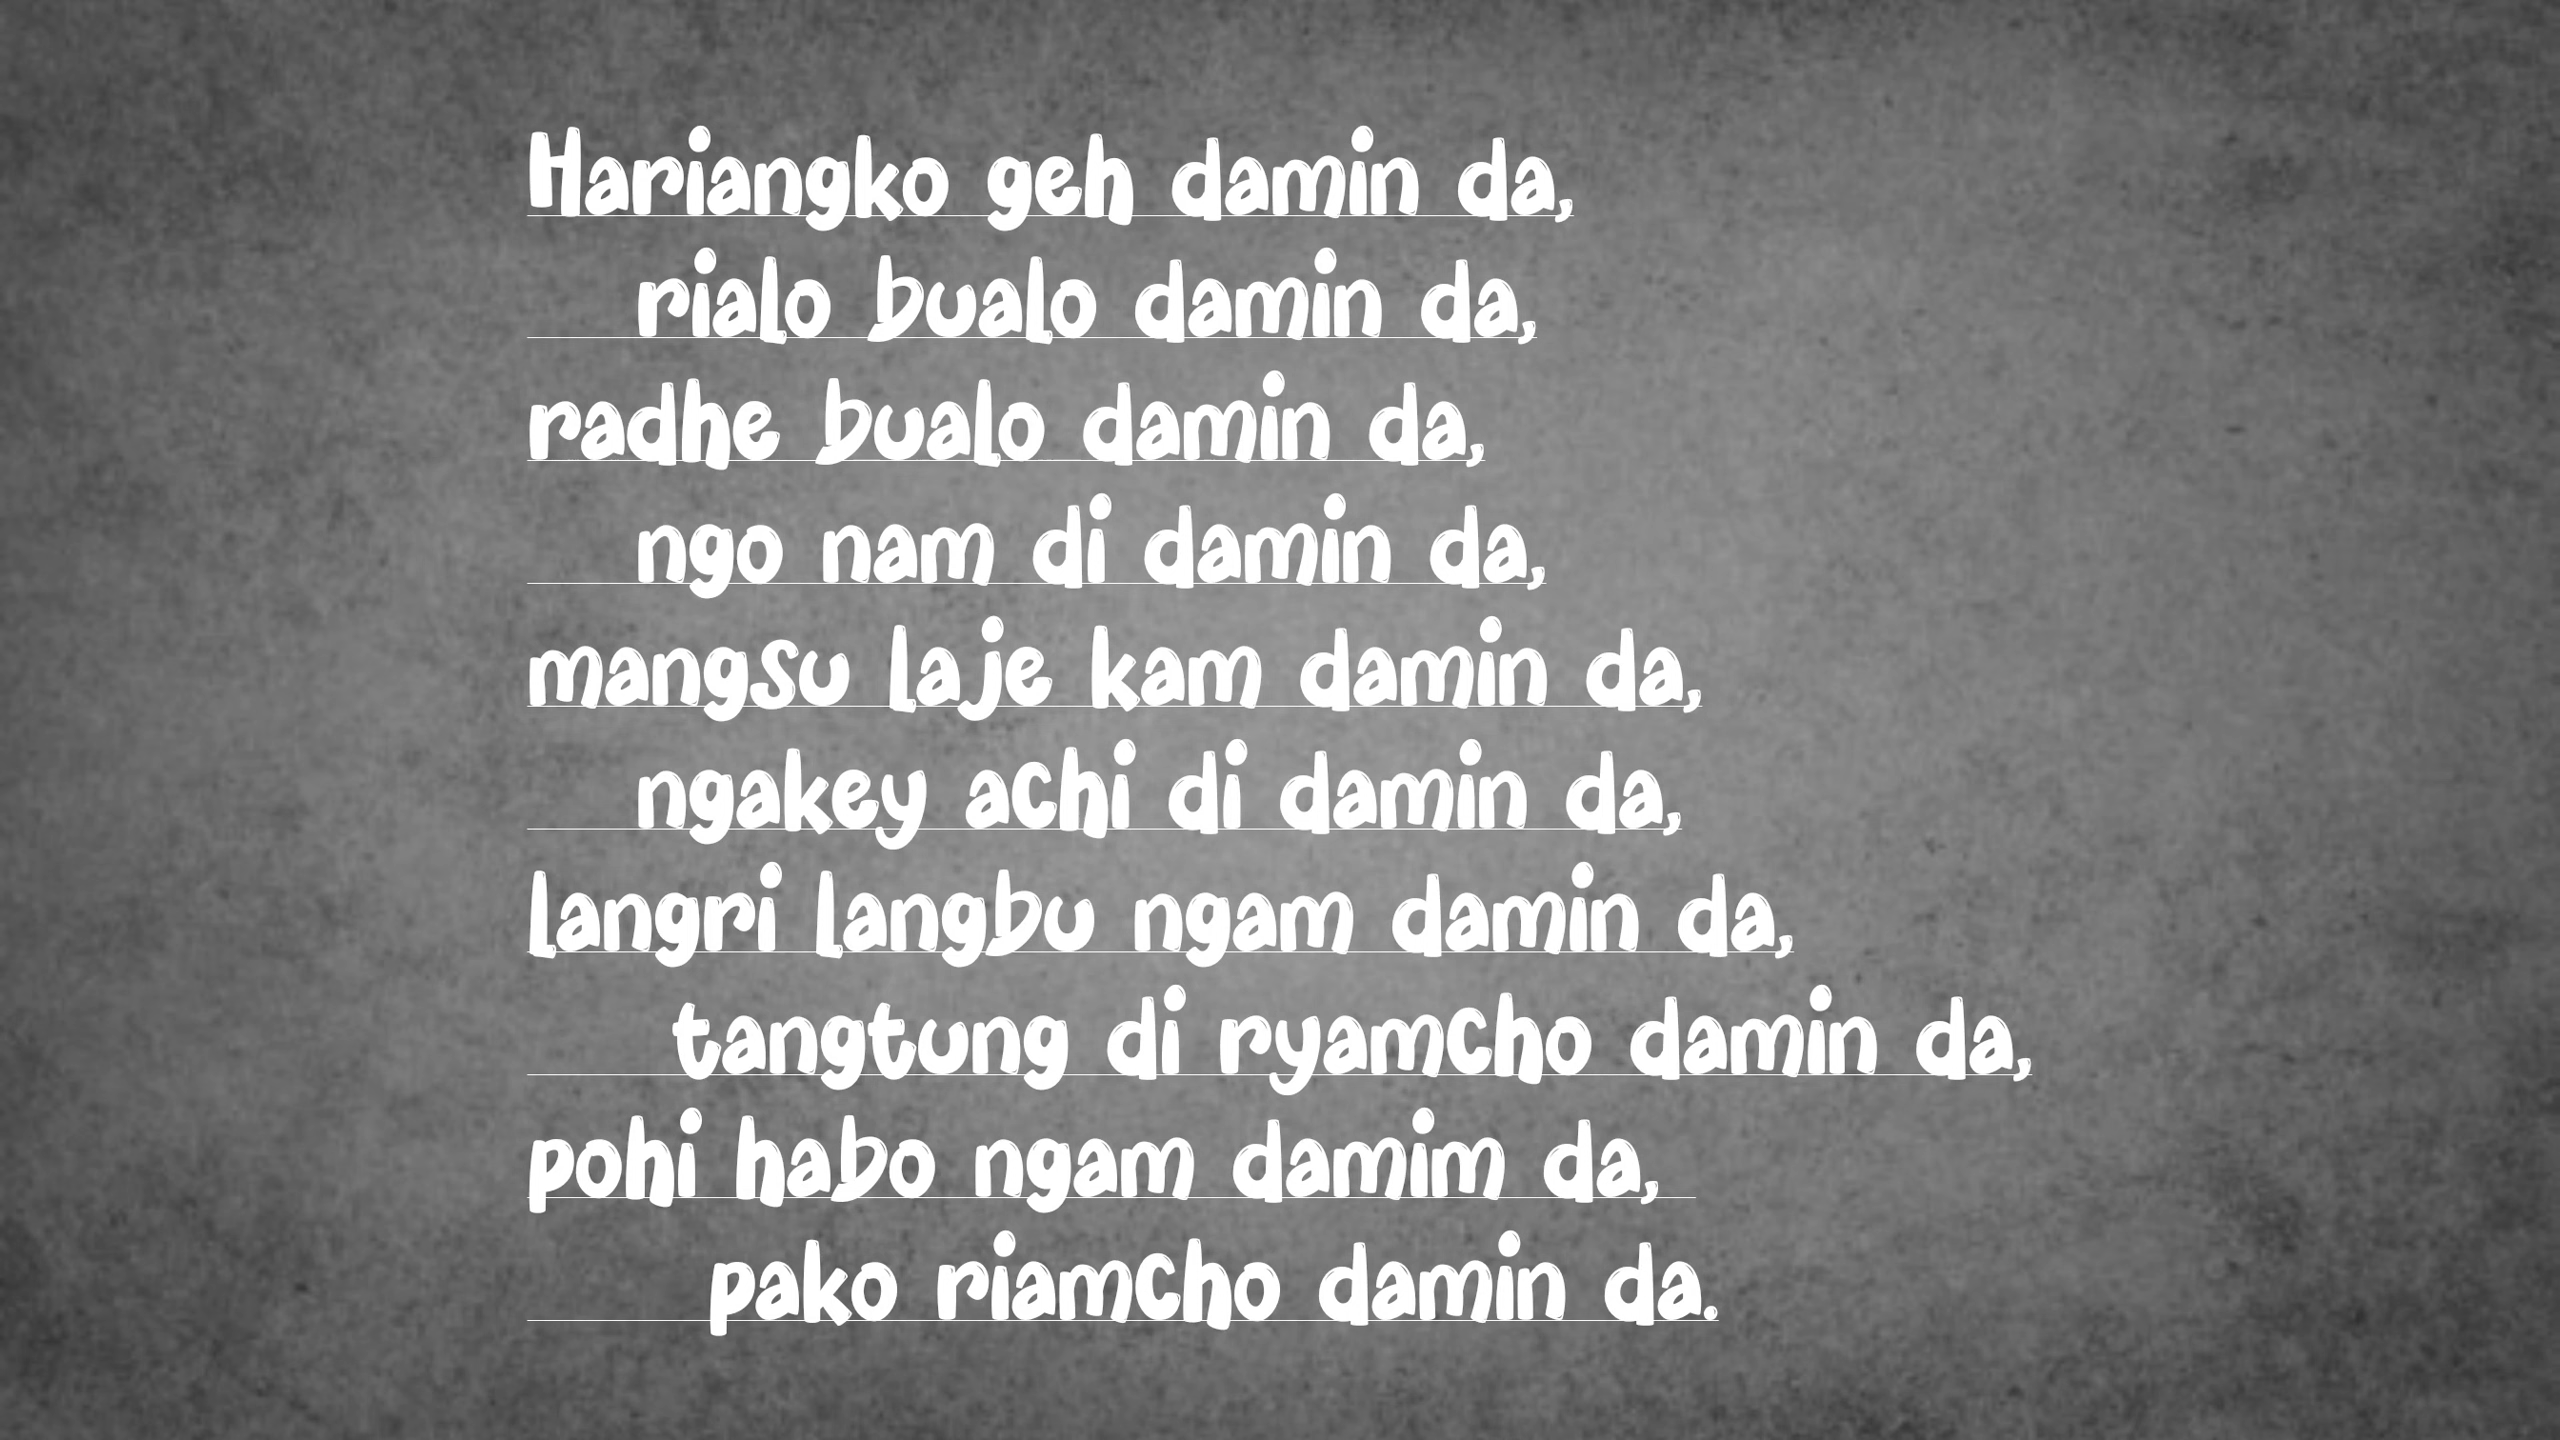 Hariangko geh damin da,
rialo bualo damin da,
radhe bualo damin da,
ngo nam di damin da,
mangsu laje kam damin da,
ngakey achi di damin da,
langri langbu ngam damin da,
tangtung di ryamcho damin da,
pohi habo ngam damim da,
pako riamcho damin da.